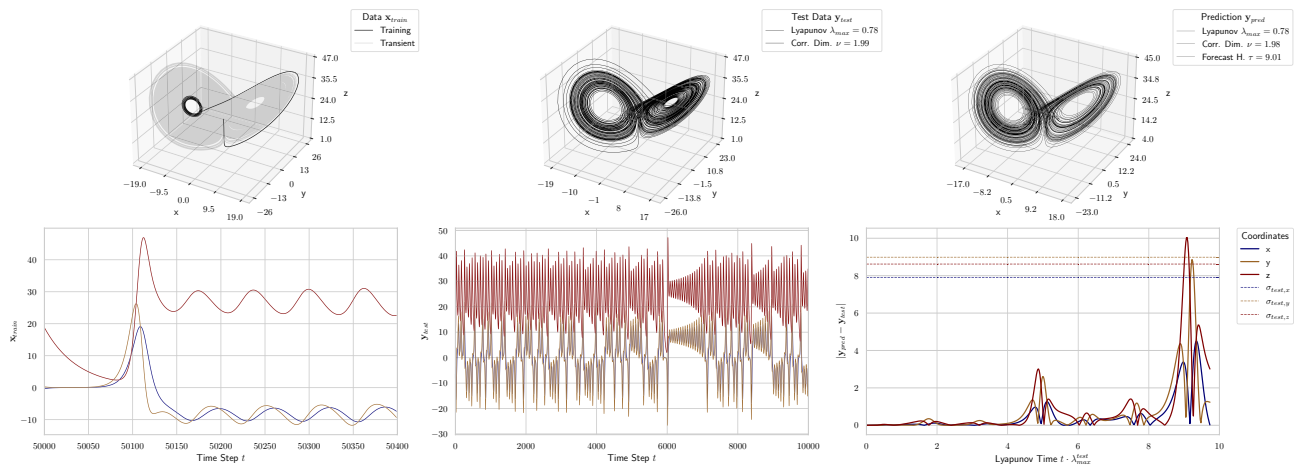 Data x_train
Training
Transient
47.0
35.5
24.0
12.5
1.0
z
26
13
0
−13
−26
y
−19.0
−9.5
0.0
9.5
19.0
x
Test Data y_test
Lyapunov λ_max = 0.78
Corr. Dim. ν = 1.99
47.0
35.5
24.0
12.5
1.0
z
23.0
10.8
−1.5
−13.8
−26.0
y
−19
−10
−1
8
17
x
Prediction y_pred
Lyapunov λ_max = 0.78
Corr. Dim. ν = 1.98
Forecast H. τ = 9.01
45.0
34.8
24.5
14.2
4.0
z
24.0
12.2
0.5
−11.2
−23.0
y
−17.0
−8.2
0.5
9.2
18.0
x
40
30
20
10
0
−10
x_train
50000
50050
50100
50150
50200
50250
50300
50350
50400
Time Step t
50
40
30
20
10
0
−10
−20
−30
y_test
0
2000
4000
6000
8000
10000
Time Step t
10
8
6
4
2
0
|y_pred − y_test|
0
2
4
6
8
10
Lyapunov Time t · λ_max^test
Coordinates
x
y
z
σ_test,x
σ_test,y
σ_test,z